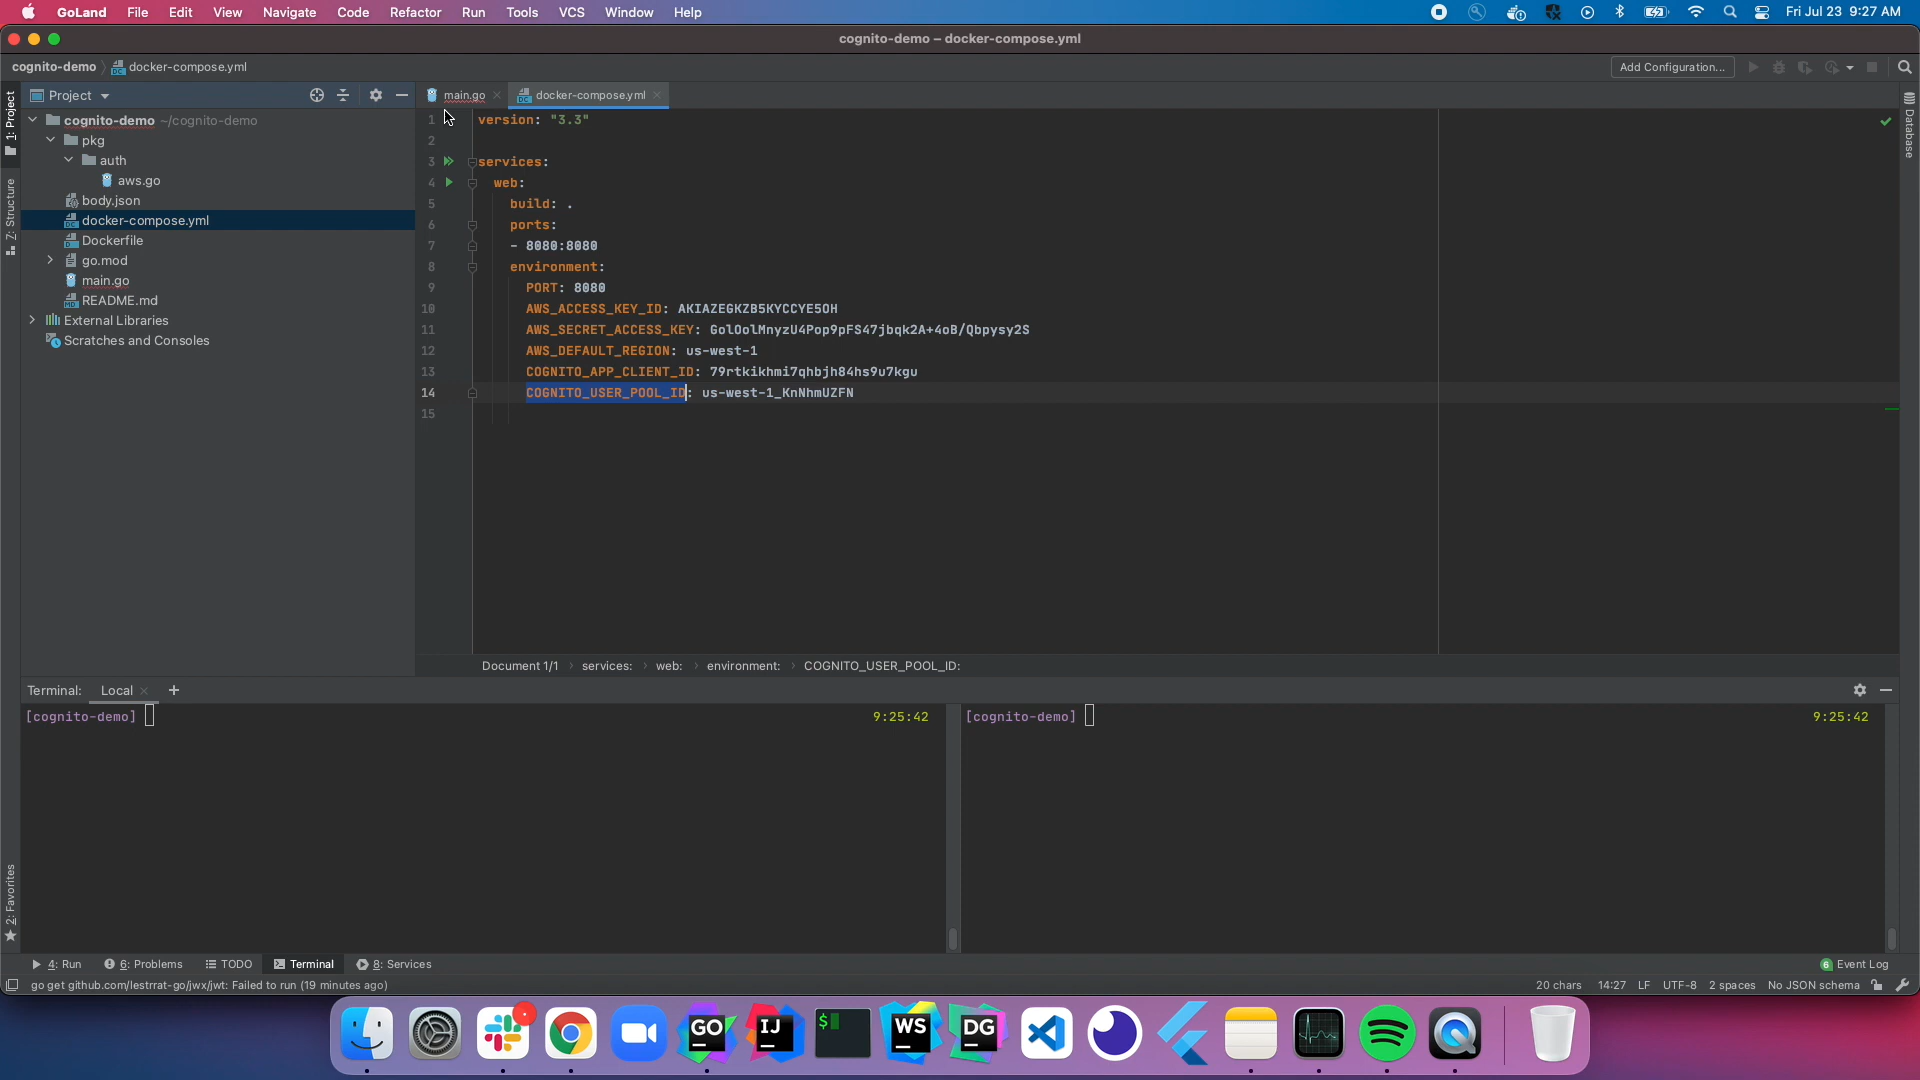 GoLand File Edit View Navigate Code Refactor Run Tools VCS Window Help
Fri Jul 23 9:27 AM
cognito-demo – docker-compose.yml
cognito-demo docker-compose.yml
Add Configuration...
1: Project
Project
main.go
docker-compose.yml
cognito-demo ~/cognito-demo
pkg
auth
aws.go
body.json
docker-compose.yml
Dockerfile
go.mod
main.go
README.md
External Libraries
Scratches and Consoles
Z: Structure
2: Favorites
Database
1 version: "3.3"
2
3 services:
4 web:
5 build: .
6 ports:
7 - 8080:8080
8 environment:
9 PORT: 8080
10 AWS_ACCESS_KEY_ID: AKIAZEGKZB5KYCCYE5OH
11 AWS_SECRET_ACCESS_KEY: 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
12 AWS_DEFAULT_REGION: us-west-1
13 COGNITO_APP_CLIENT_ID: 79rtkikhmi7qhbjh84hs9u7kgu
14 COGNITO_USER_POOL_ID: us-west-1_KnNhmUZFN
15
Document 1/1 services: web: environment: COGNITO_USER_POOL_ID:
Terminal: Local
[cognito-demo] 9:25:42
[cognito-demo] 9:25:42
4: Run 6: Problems TODO Terminal 8: Services
6 Event Log
go get github.com/lestrrat-go/jwx/jwt: Failed to run (19 minutes ago)
20 chars 14:27 LF UTF-8 2 spaces No JSON schema
GO
IJ
$
WS
DG